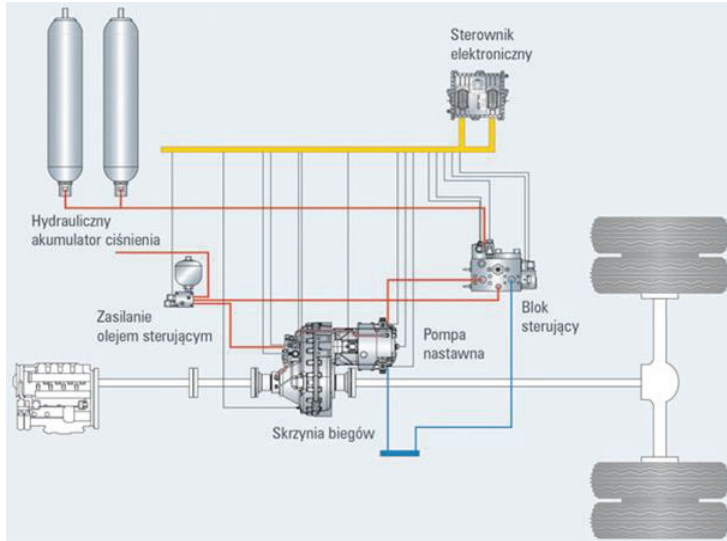 Sterownik
elektroniczny
Hydrauliczny
akumulator ciśnienia
Zasilanie
olejem sterującym
Pompa
nastawna
Blok
sterujący
Skrzynia biegów